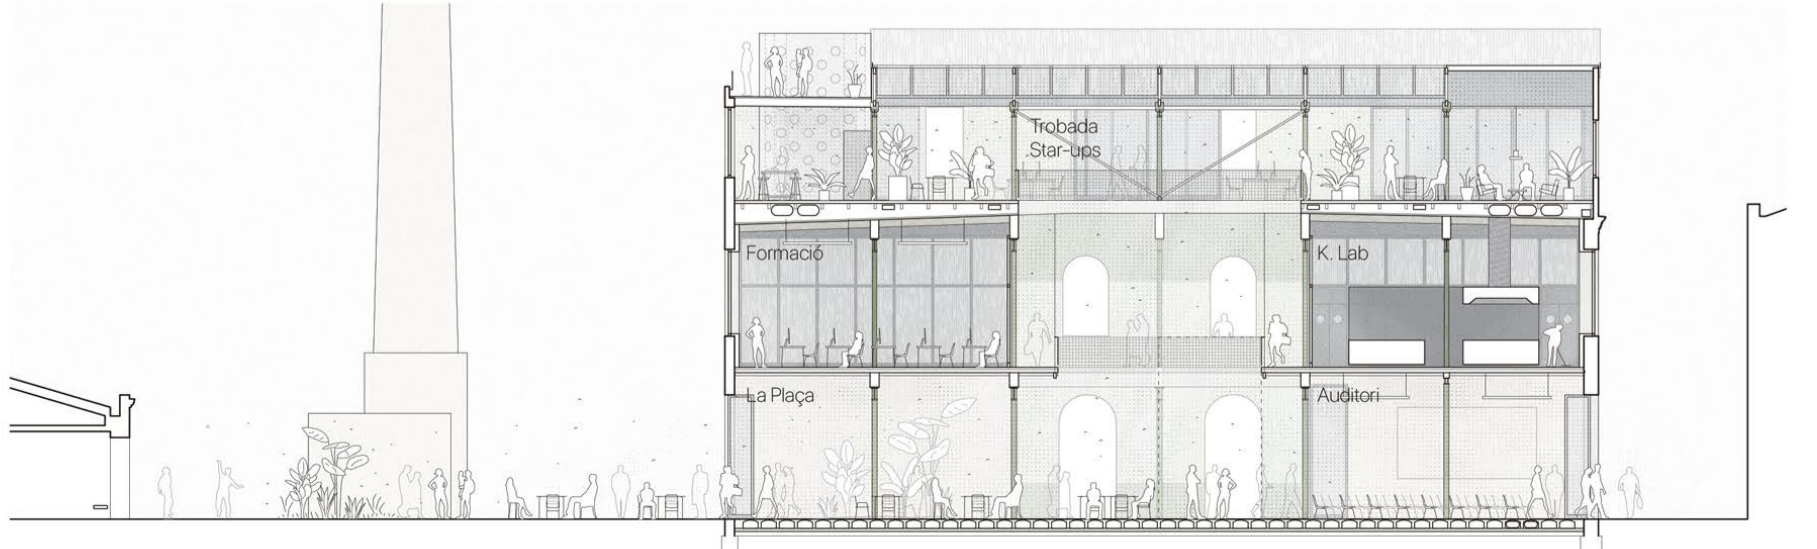 Trobada
Star-ups
Formació
K. Lab
La Plaça
Auditori